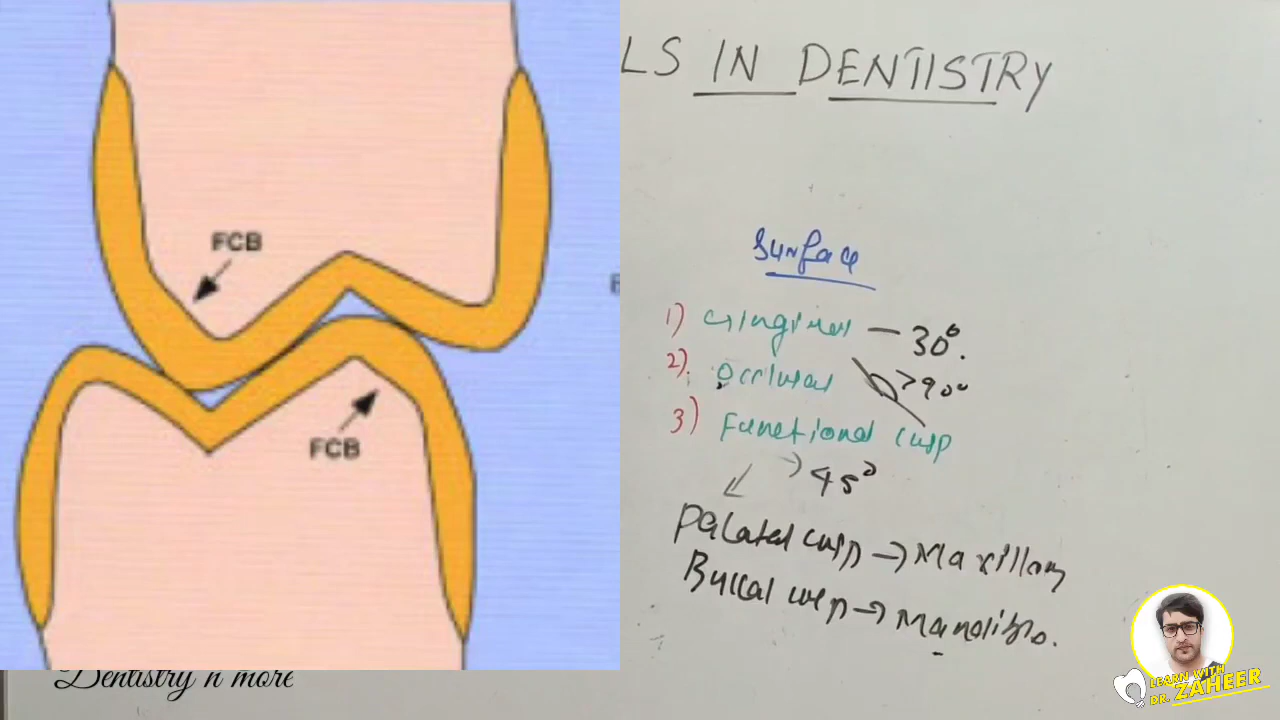 LS IN DENTISTRY
FCB
FCB
Surface
1) Gingival — 30°.
2) Occlusal >90°
3) Functional cusp
→ 45°
Palatal cusp → Maxillary
Buccal cusp →
Dentistry n more
LEARN WITH
DR. ZAHEER